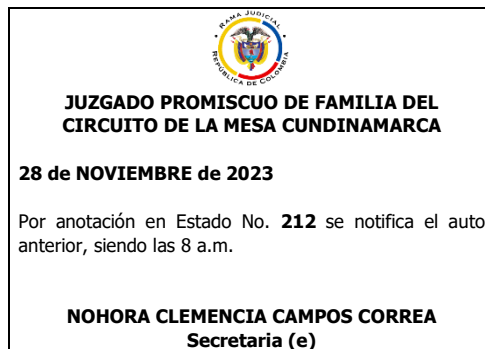 RAMA JUDICIAL
REPÚBLICA DE COLOMBIA
JUZGADO PROMISCUO DE FAMILIA DEL
CIRCUITO DE LA MESA CUNDINAMARCA
28 de NOVIEMBRE de 2023
Por anotación en Estado No. 212 se notifica el auto
anterior, siendo las 8 a.m.
NOHORA CLEMENCIA CAMPOS CORREA
Secretaria (e)